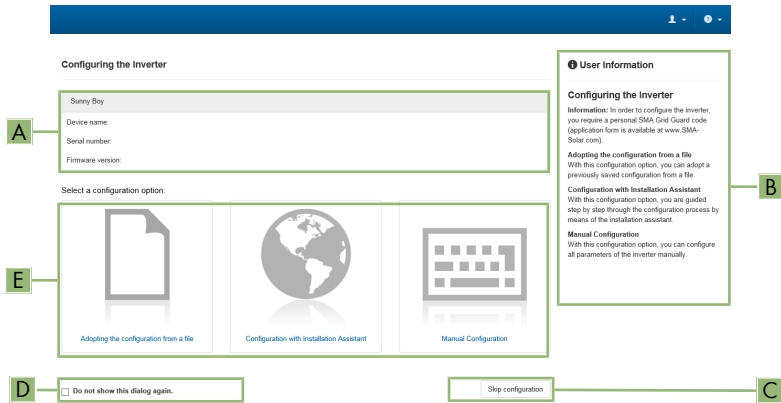 Configuring the Inverter
Sunny Boy
Device name:
Serial number:
Firmware version:
A
Select a configuration option:
Adopting the configuration from a file
Configuration with Installation Assistant
Manual Configuration
E
D
Do not show this dialog again.
Skip configuration
C
User Information
Configuring the Inverter
Information: In order to configure the inverter,
you require a personal SMA Grid Guard code
(application form is available at www.SMA-
Solar.com).
Adopting the configuration from a file
With this configuration option, you can adopt a
previously saved configuration from a file.
Configuration with Installation Assistant
With this configuration option, you are guided
step by step through the configuration process by
means of the installation assistant.
Manual Configuration
With this configuration option, you can configure
all parameters of the inverter manually.
B